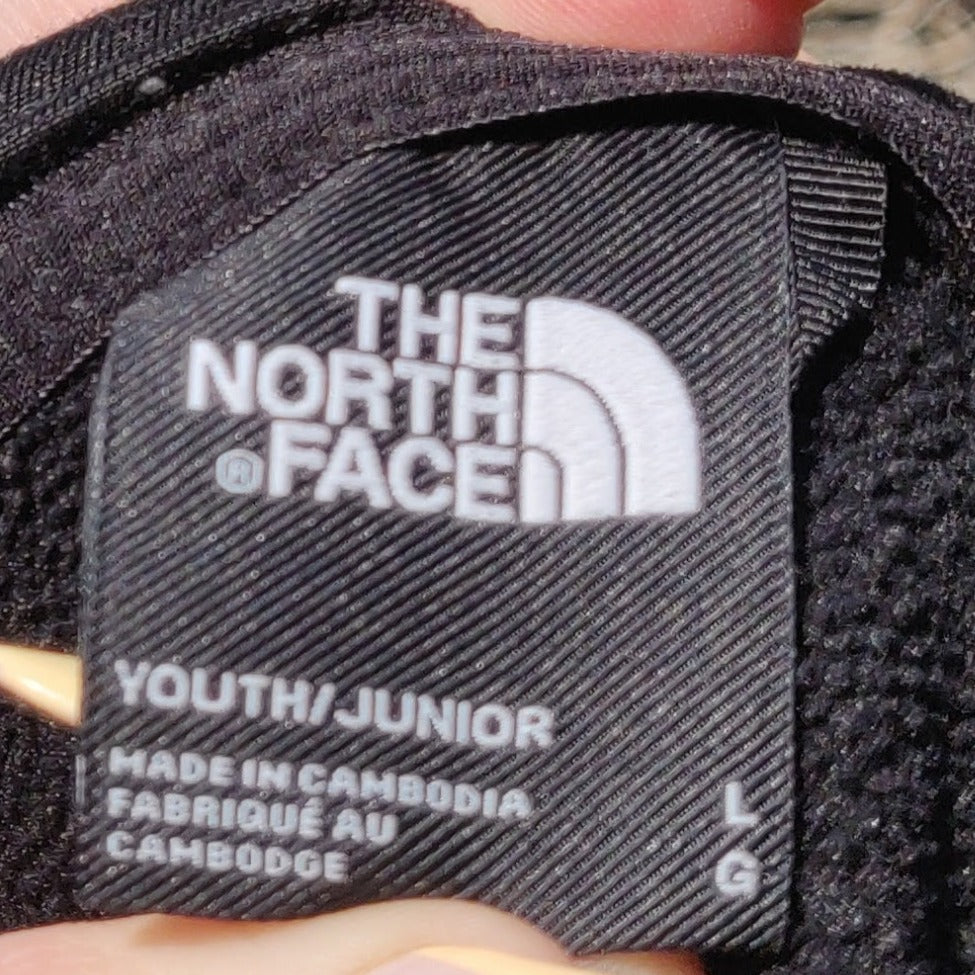 THE
NORTH
®FACE
YOUTH/JUNIOR
MADE IN CAMBODIA
FABRIQUÉ AU
CAMBODGE
L
G